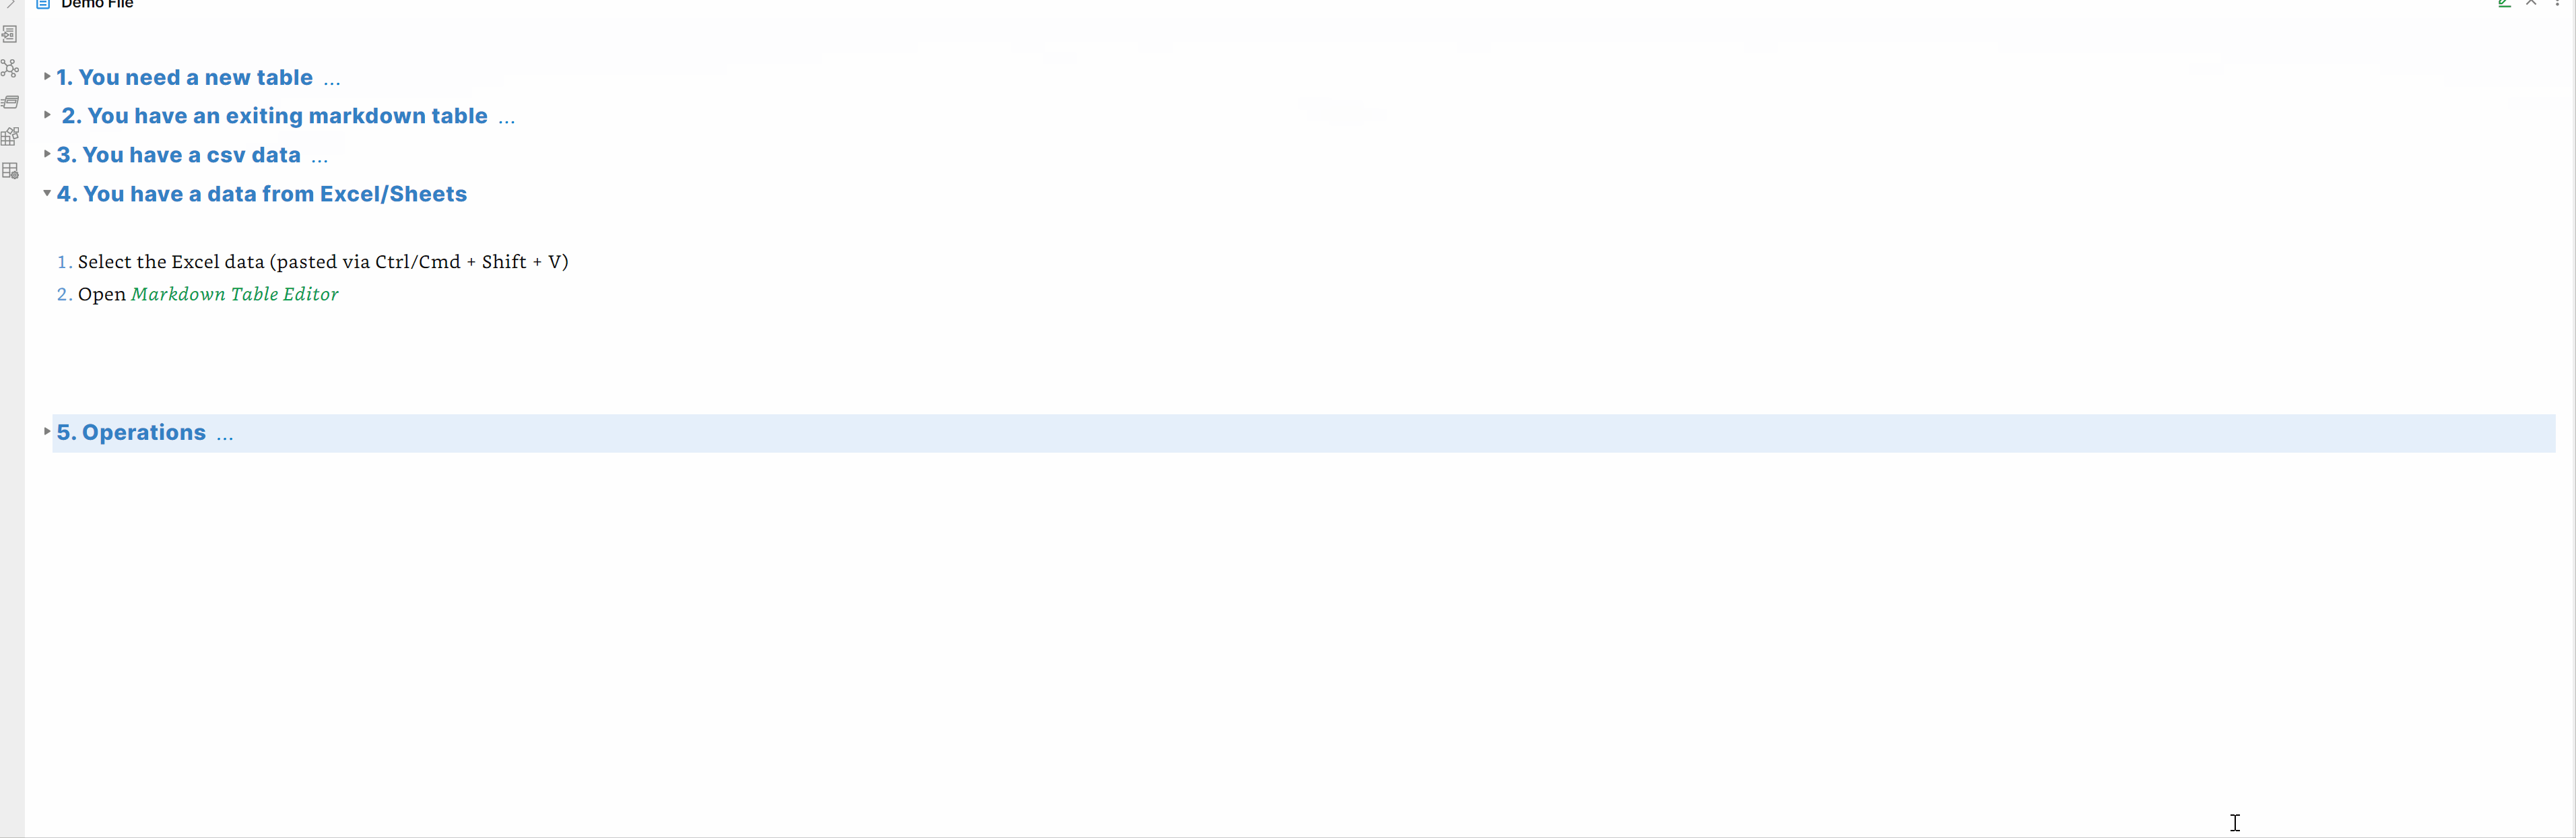 Demo File
1. You need a new table ...
2. You have an exiting markdown table ...
3. You have a csv data ...
4. You have a data from Excel/Sheets
1. Select the Excel data (pasted via Ctrl/Cmd + Shift + V)
2. Open Markdown Table Editor
5. Operations ...